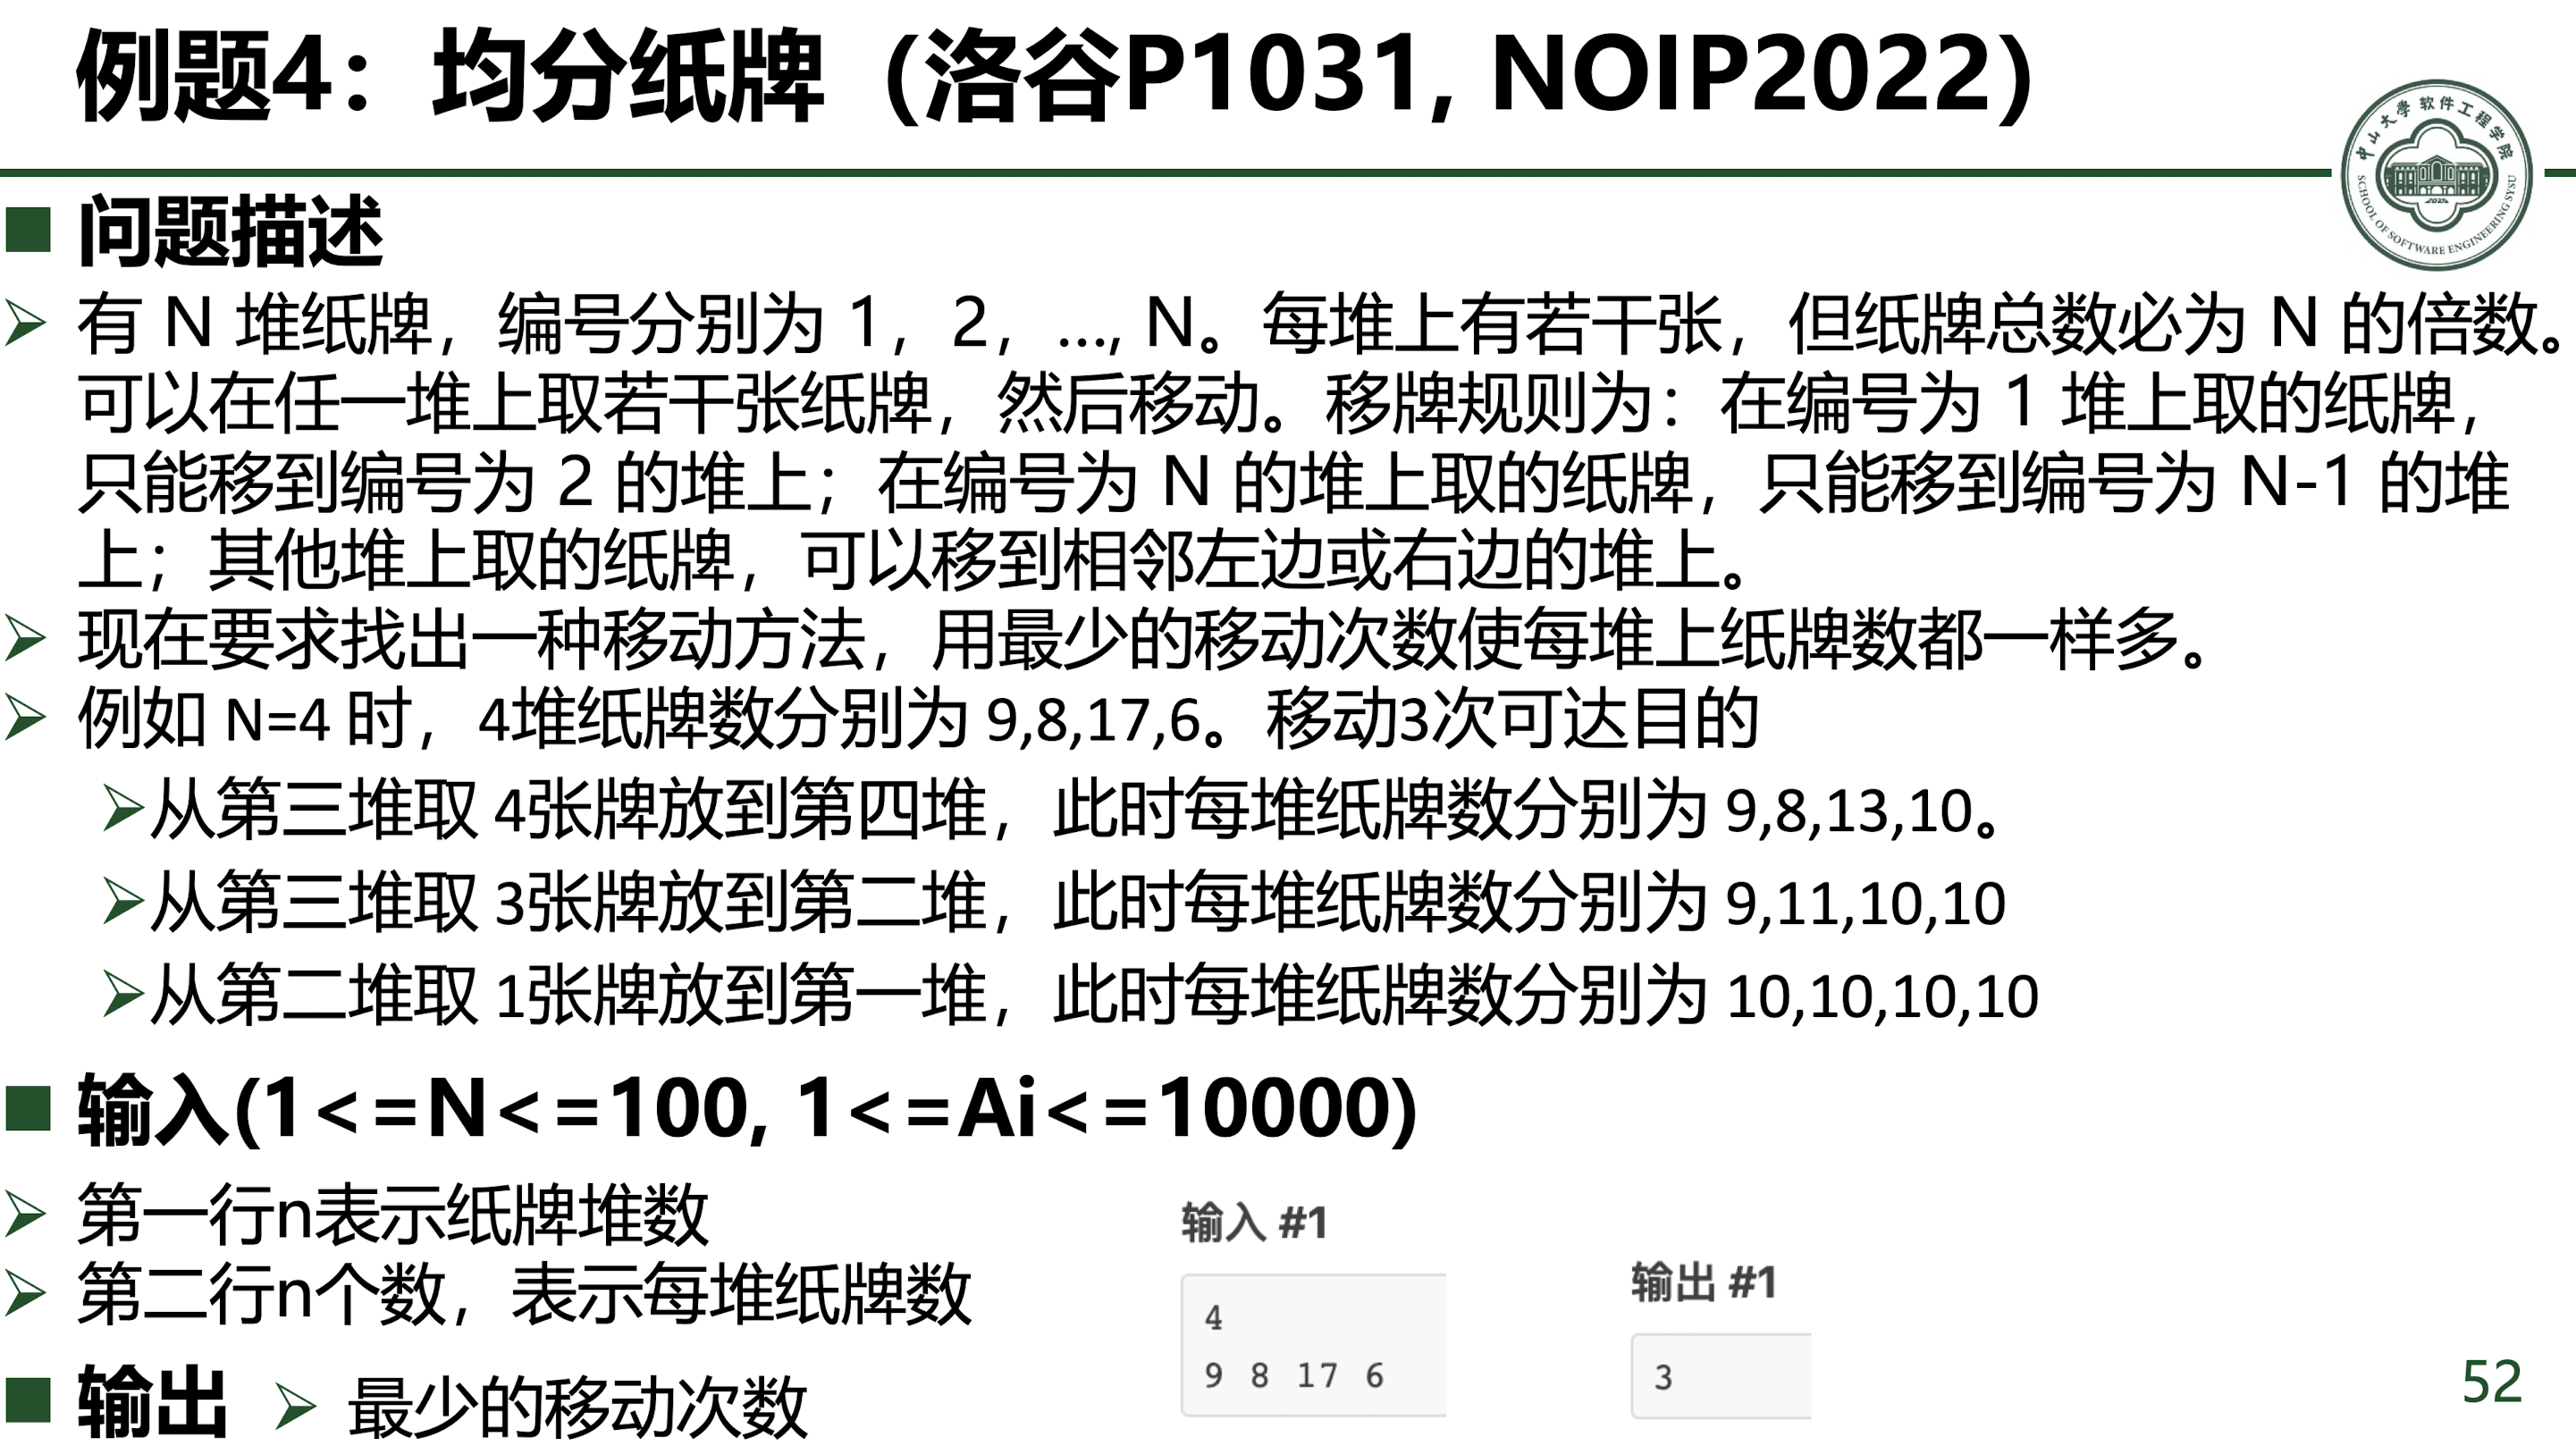 例题4：均分纸牌（洛谷P1031, NOIP2022）
中山大学 软件工程学院
SCHOOL OF SOFTWARE ENGINEERING SYSU
问题描述
有 N 堆纸牌，编号分别为 1，2，…, N。每堆上有若干张，但纸牌总数必为 N 的倍数。
可以在任一堆上取若干张纸牌，然后移动。移牌规则为：在编号为 1 堆上取的纸牌，
只能移到编号为 2 的堆上；在编号为 N 的堆上取的纸牌，只能移到编号为 N-1 的堆
上；其他堆上取的纸牌，可以移到相邻左边或右边的堆上。
现在要求找出一种移动方法，用最少的移动次数使每堆上纸牌数都一样多。
例如 N=4 时，4堆纸牌数分别为 9,8,17,6。移动3次可达目的
从第三堆取 4张牌放到第四堆，此时每堆纸牌数分别为 9,8,13,10。
从第三堆取 3张牌放到第二堆，此时每堆纸牌数分别为 9,11,10,10
从第二堆取 1张牌放到第一堆，此时每堆纸牌数分别为 10,10,10,10
输入(1<=N<=100, 1<=Ai<=10000)
第一行n表示纸牌堆数
第二行n个数，表示每堆纸牌数
输入 #1
4
9 8 17 6
输出 #1
3
输出 最少的移动次数
52